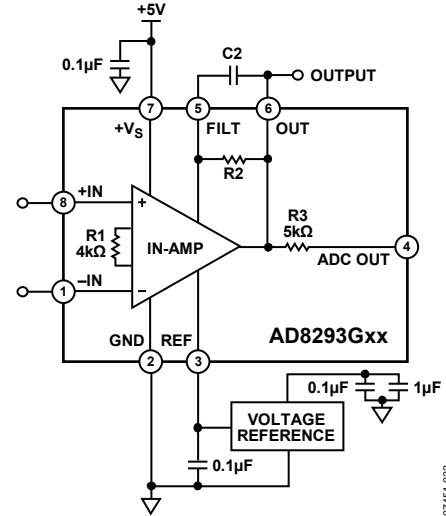 +5V
0.1µF
C2
OUTPUT
7
5
6
+VS
FILT
OUT
R2
8
+IN
+
R1
4kΩ
IN-AMP
R3
5kΩ
4
ADC OUT
1
–IN
–
GND
REF
AD8293Gxx
2
3
0.1µF
1µF
VOLTAGE
REFERENCE
0.1µF